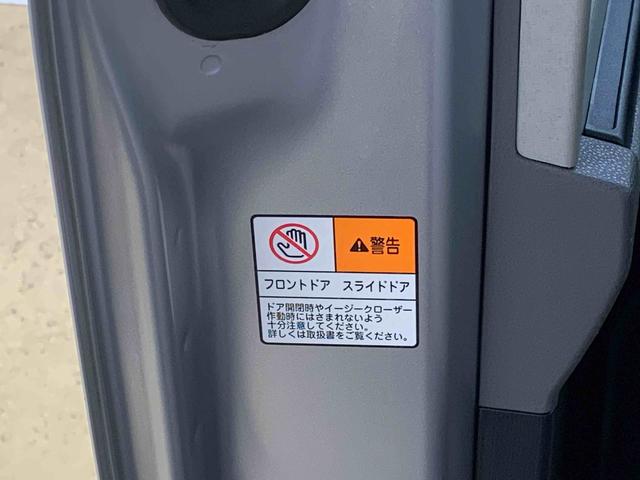 警告
フロントドア スライドドア
ドア開閉時やイージークローザー
作動時にはさまれないよう
十分注意してください。
詳しくは取扱書をご覧ください。